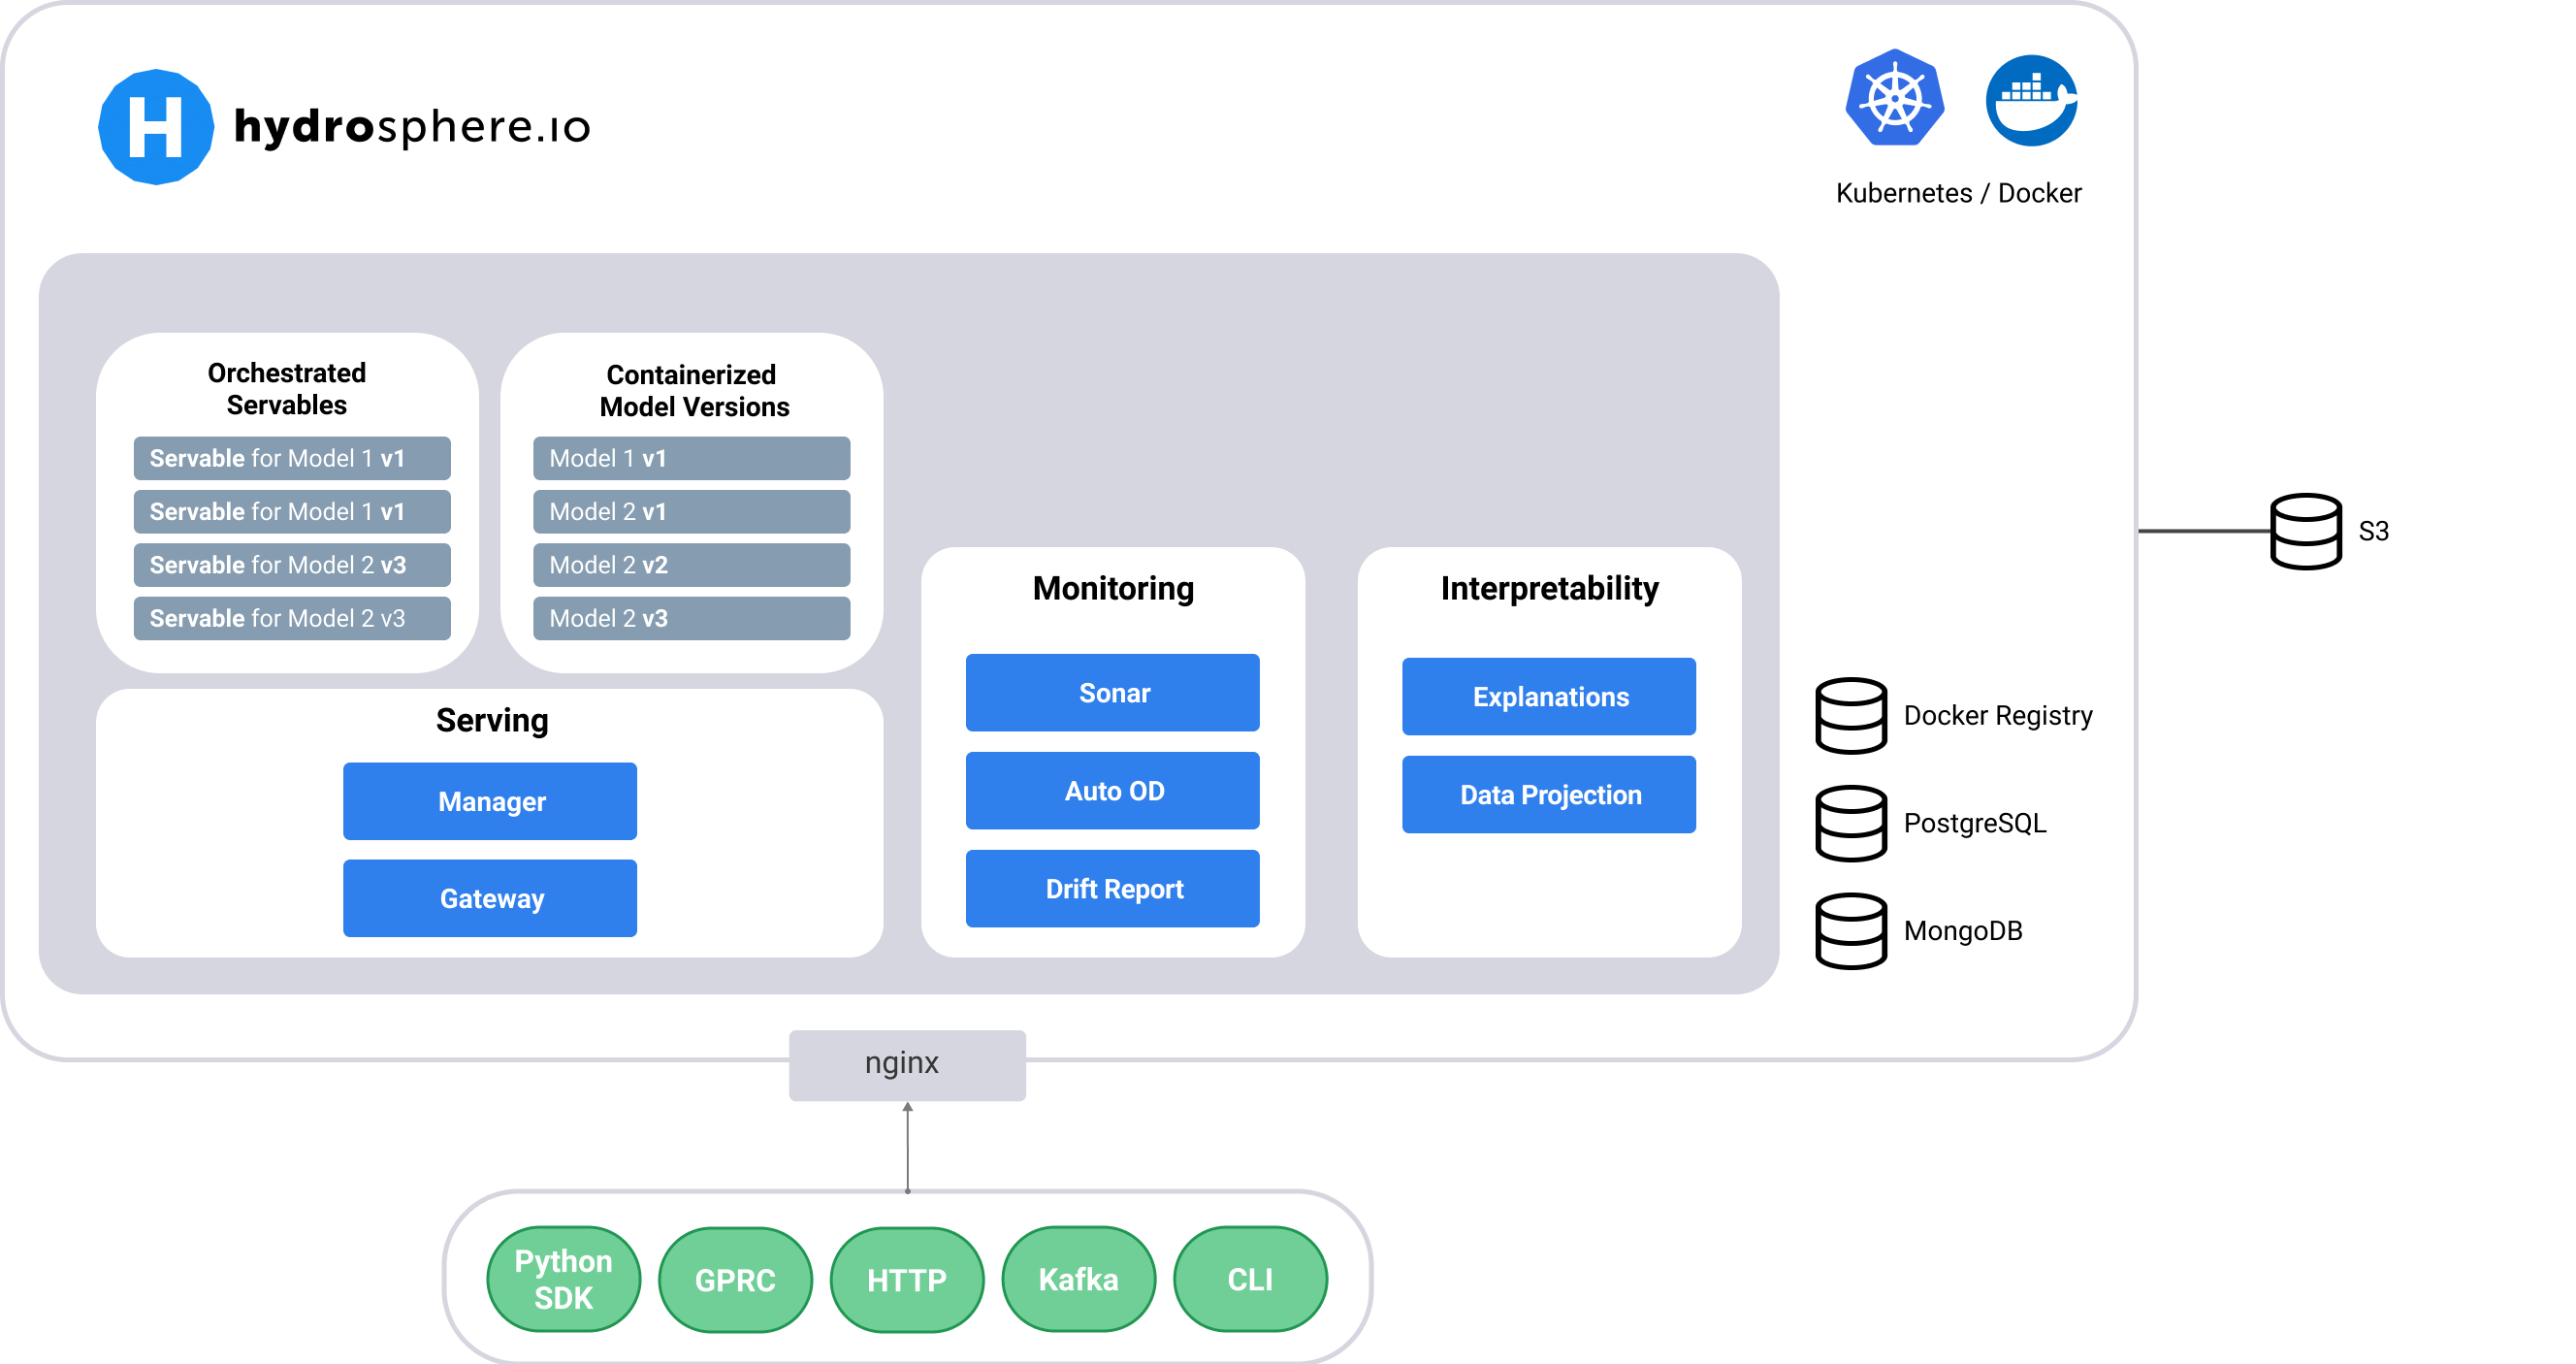 H
hydrosphere.ıo
Kubernetes / Docker
Orchestrated
Servables
Servable for Model 1 v1
Servable for Model 1 v1
Servable for Model 2 v3
Servable for Model 2 v3
Containerized
Model Versions
Model 1 v1
Model 2 v1
Model 2 v2
Model 2 v3
Serving
Manager
Gateway
Monitoring
Sonar
Auto OD
Drift Report
Interpretability
Explanations
Data Projection
Docker Registry
PostgreSQL
MongoDB
S3
nginx
Python
SDK
GPRC
HTTP
Kafka
CLI